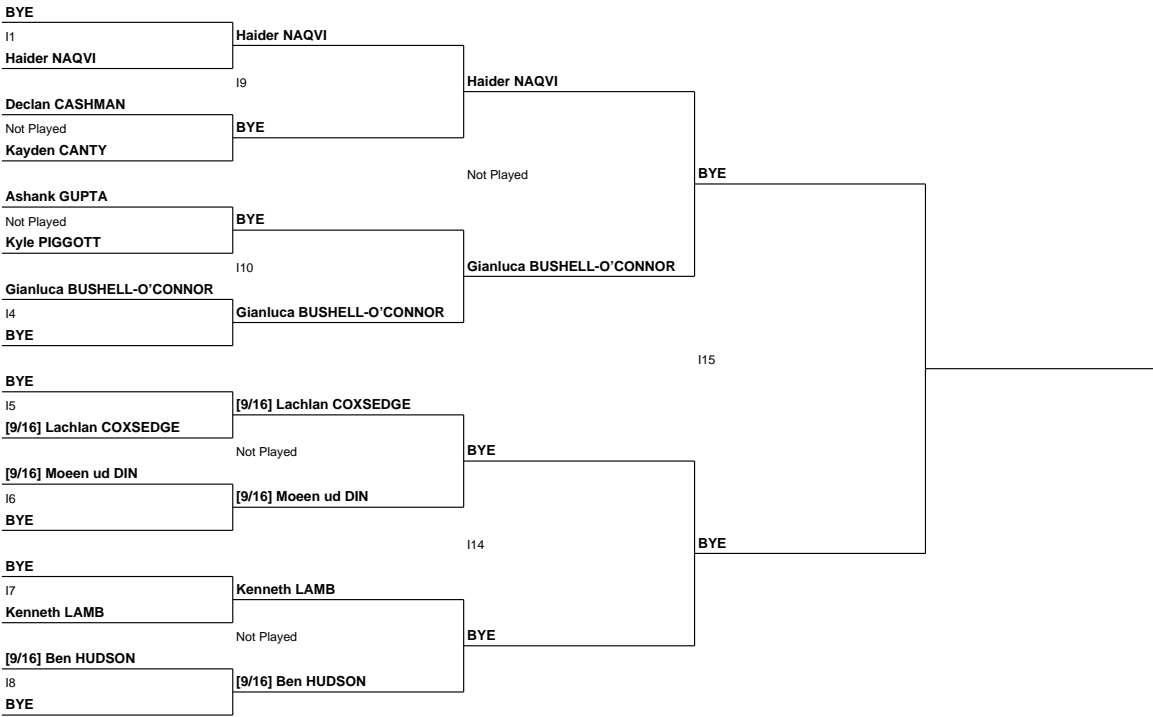 BYE
I1
Haider NAQVI
Declan CASHMAN
Not Played
Kayden CANTY
Ashank GUPTA
Not Played
Kyle PIGGOTT
Gianluca BUSHELL-O'CONNOR
I4
BYE
BYE
I5
[9/16] Lachlan COXSEDGE
[9/16] Moeen ud DIN
I6
BYE
BYE
I7
Kenneth LAMB
[9/16] Ben HUDSON
I8
BYE
Haider NAQVI
I9
BYE
BYE
I10
Gianluca BUSHELL-O'CONNOR
[9/16] Lachlan COXSEDGE
Not Played
[9/16] Moeen ud DIN
Kenneth LAMB
Not Played
[9/16] Ben HUDSON
Haider NAQVI
Not Played
Gianluca BUSHELL-O'CONNOR
BYE
I14
BYE
BYE
I15
BYE